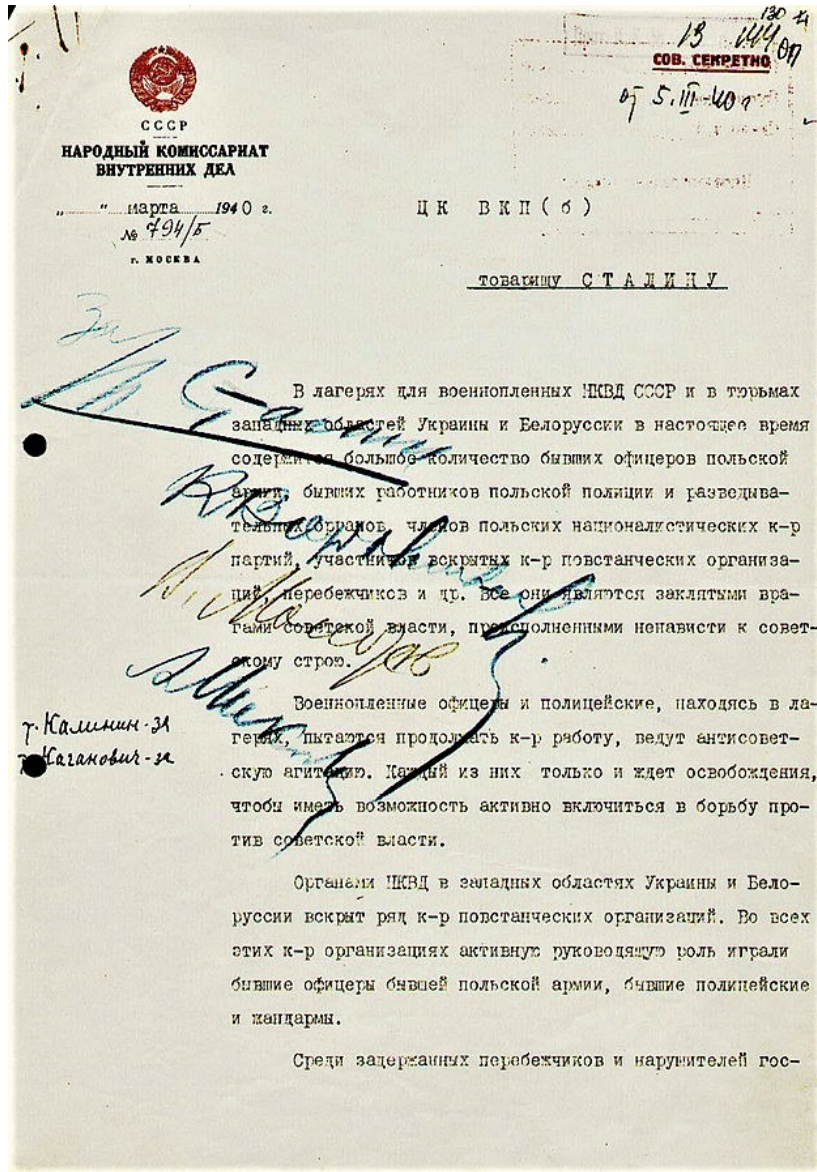 130
13 144 ОП
СОВ. СЕКРЕТНО
от 5.III-40 г
СССР
НАРОДНЫЙ КОМИССАРИАТ
ВНУТРЕННИХ ДЕЛ
„ " марта 1940 г.
№ 794/Б
г. МОСКВА
ЦК ВКП(б)
товарищу СТАЛИНУ
За
И Сталин
К Ворошилов
В. Молотов
А Микоян
т. Калинин-за
т. Каганович-за
В лагерях для военнопленных НКВД СССР и в тюрьмах
западных областей Украины и Белоруссии в настоящее время
содержится большое количество бывших офицеров польской
армии, бывших работников польской полиции и разведыва-
тельных органов, членов польских националистических к-р
партий, участников вскрытых к-р повстанческих организа-
ций, перебежчиков и др. Все они являются заклятыми вра-
гами советской власти, преисполненными ненависти к совет-
скому строю.
Военнопленные офицеры и полицейские, находясь в ла-
герях, пытаются продолжать к-р работу, ведут антисовет-
скую агитацию. Каждый из них только и ждет освобождения,
чтобы иметь возможность активно включиться в борьбу про-
тив советской власти.
Органами НКВД в западных областях Украины и Бело-
руссии вскрыт ряд к-р повстанческих организаций. Во всех
этих к-р организациях активную руководящую роль играли
бывшие офицеры бывшей польской армии, бывшие полицейские
и жандармы.
Среди задержанных перебежчиков и нарушителей гос-